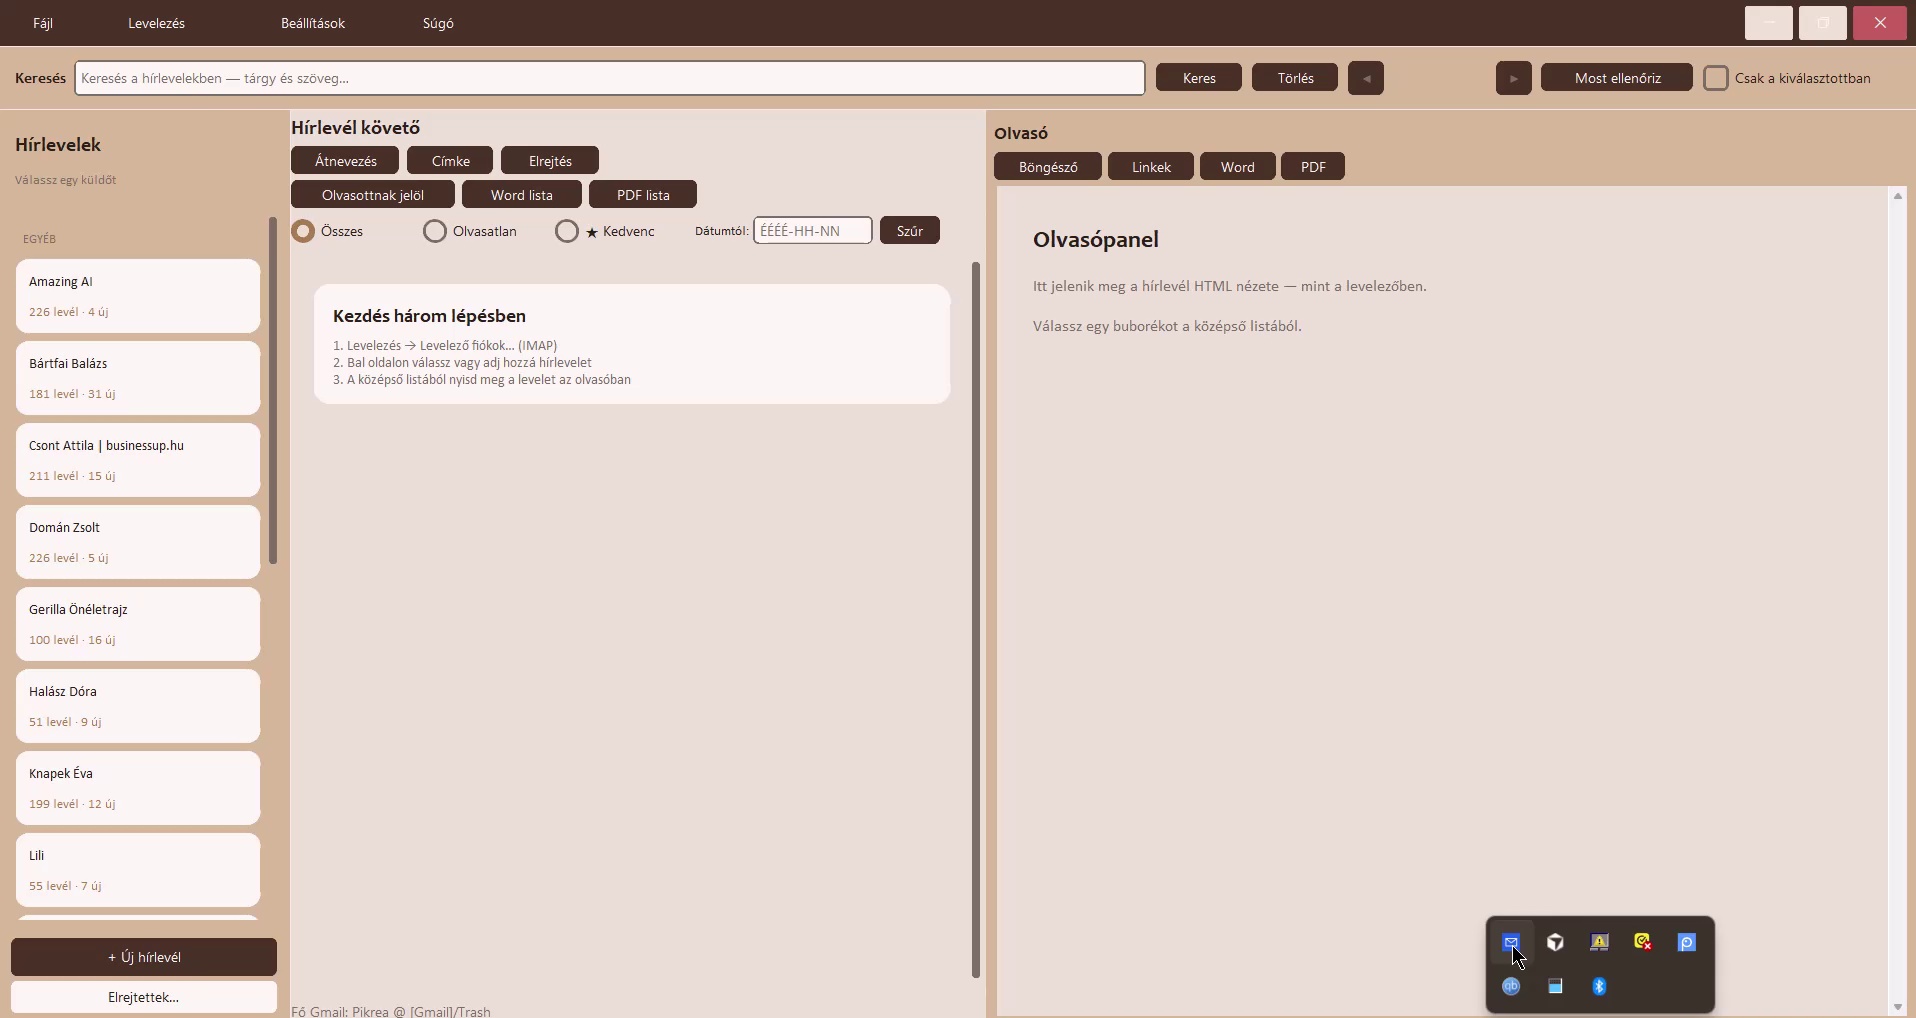 Fájl Levelezés Beállítások Súgó
Keresés Keresés a hírlevelekben — tárgy és szöveg... Keres Törlés ◄ ► Most ellenőriz Csak a kiválasztottban
Hírlevelek
Válassz egy küldőt
EGYÉB
Amazing AI
226 levél · 4 új
Bártfai Balázs
181 levél · 31 új
Csont Attila | businessup.hu
211 levél · 15 új
Domán Zsolt
226 levél · 5 új
Gerilla Önéletrajz
100 levél · 16 új
Halász Dóra
51 levél · 9 új
Knapek Éva
199 levél · 12 új
Lili
55 levél · 7 új
+ Új hírlevél
Elrejtettek...
Hírlevél követő
Átnevezés Címke Elrejtés
Olvasottnak jelöl Word lista PDF lista
Összes Olvasatlan ★ Kedvenc Dátumtól: ÉÉÉÉ-HH-NN Szűr
Kezdés három lépésben
1. Levelezés → Levelező fiókok... (IMAP)
2. Bal oldalon válassz vagy adj hozzá hírlevelet
3. A középső listából nyisd meg a levelet az olvasóban
Fő Gmail: Pikrea @ [Gmail]/Trash
Olvasó
Böngésző Linkek Word PDF
Olvasópanel
Itt jelenik meg a hírlevél HTML nézete — mint a levelezőben.
Válassz egy buborékot a középső listából.
qb